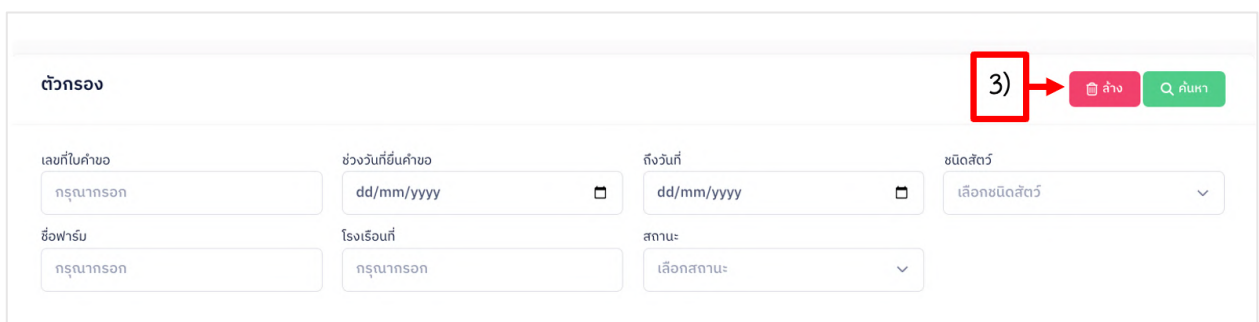 ตัวกรอง 3) ล้าง ค้นหา
เลขที่ใบคำขอ ช่วงวันที่ยื่นคำขอ ถึงวันที่ ชนิดสัตว์
กรุณากรอก dd/mm/yyyy dd/mm/yyyy เลือกชนิดสัตว์
ชื่อฟาร์ม โรงเรือนที่ สถานะ
กรุณากรอก กรุณากรอก เลือกสถานะ